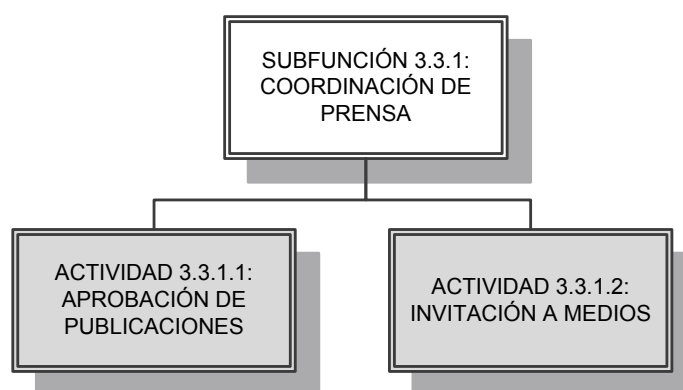 SUBFUNCIÓN 3.3.1:
COORDINACIÓN DE
PRENSA
ACTIVIDAD 3.3.1.1:
APROBACIÓN DE
PUBLICACIONES
ACTIVIDAD 3.3.1.2:
INVITACIÓN A MEDIOS